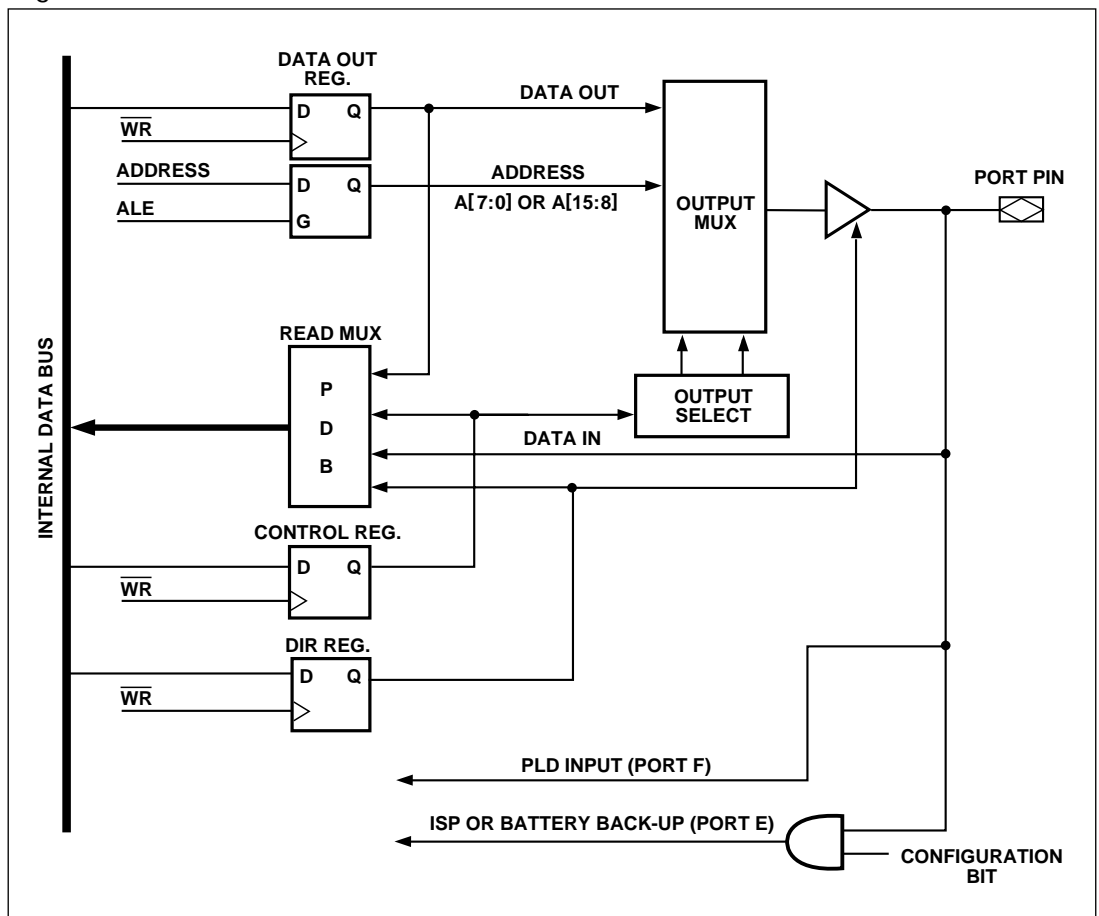 DATA OUT
REG.
D Q
WR
DATA OUT
ADDRESS
ALE
D Q
G
ADDRESS
A[7:0] OR A[15:8]
OUTPUT
MUX
PORT PIN
READ MUX
P
D
B
OUTPUT
SELECT
DATA IN
INTERNAL DATA BUS
CONTROL REG.
D Q
WR
DIR REG.
D Q
WR
PLD INPUT (PORT F)
ISP OR BATTERY BACK-UP (PORT E)
CONFIGURATION
BIT